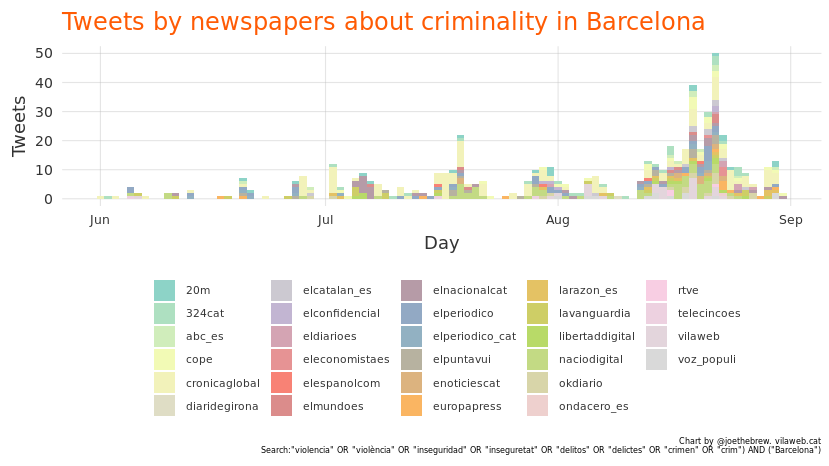 Tweets by newspapers about criminality in Barcelona
Tweets
50
40
30
20
10
0
Jun Jul Aug Sep
Day
20m elcatalan_es elnacionalcat larazon_es rtve
324cat elconfidencial elperiodico lavanguardia telecincoes
abc_es eldiarioes elperiodico_cat libertaddigital vilaweb
cope eleconomistaes elpuntavui naciodigital voz_populi
cronicaglobal elespanolcom enoticiescat okdiario
diaridegirona elmundoes europapress ondacero_es
Chart by @joethebrew. vilaweb.cat
Search:"violencia" OR "violència" OR "inseguridad" OR "inseguretat" OR "delitos" OR "delictes" OR "crimen" OR "crim") AND ("Barcelona")